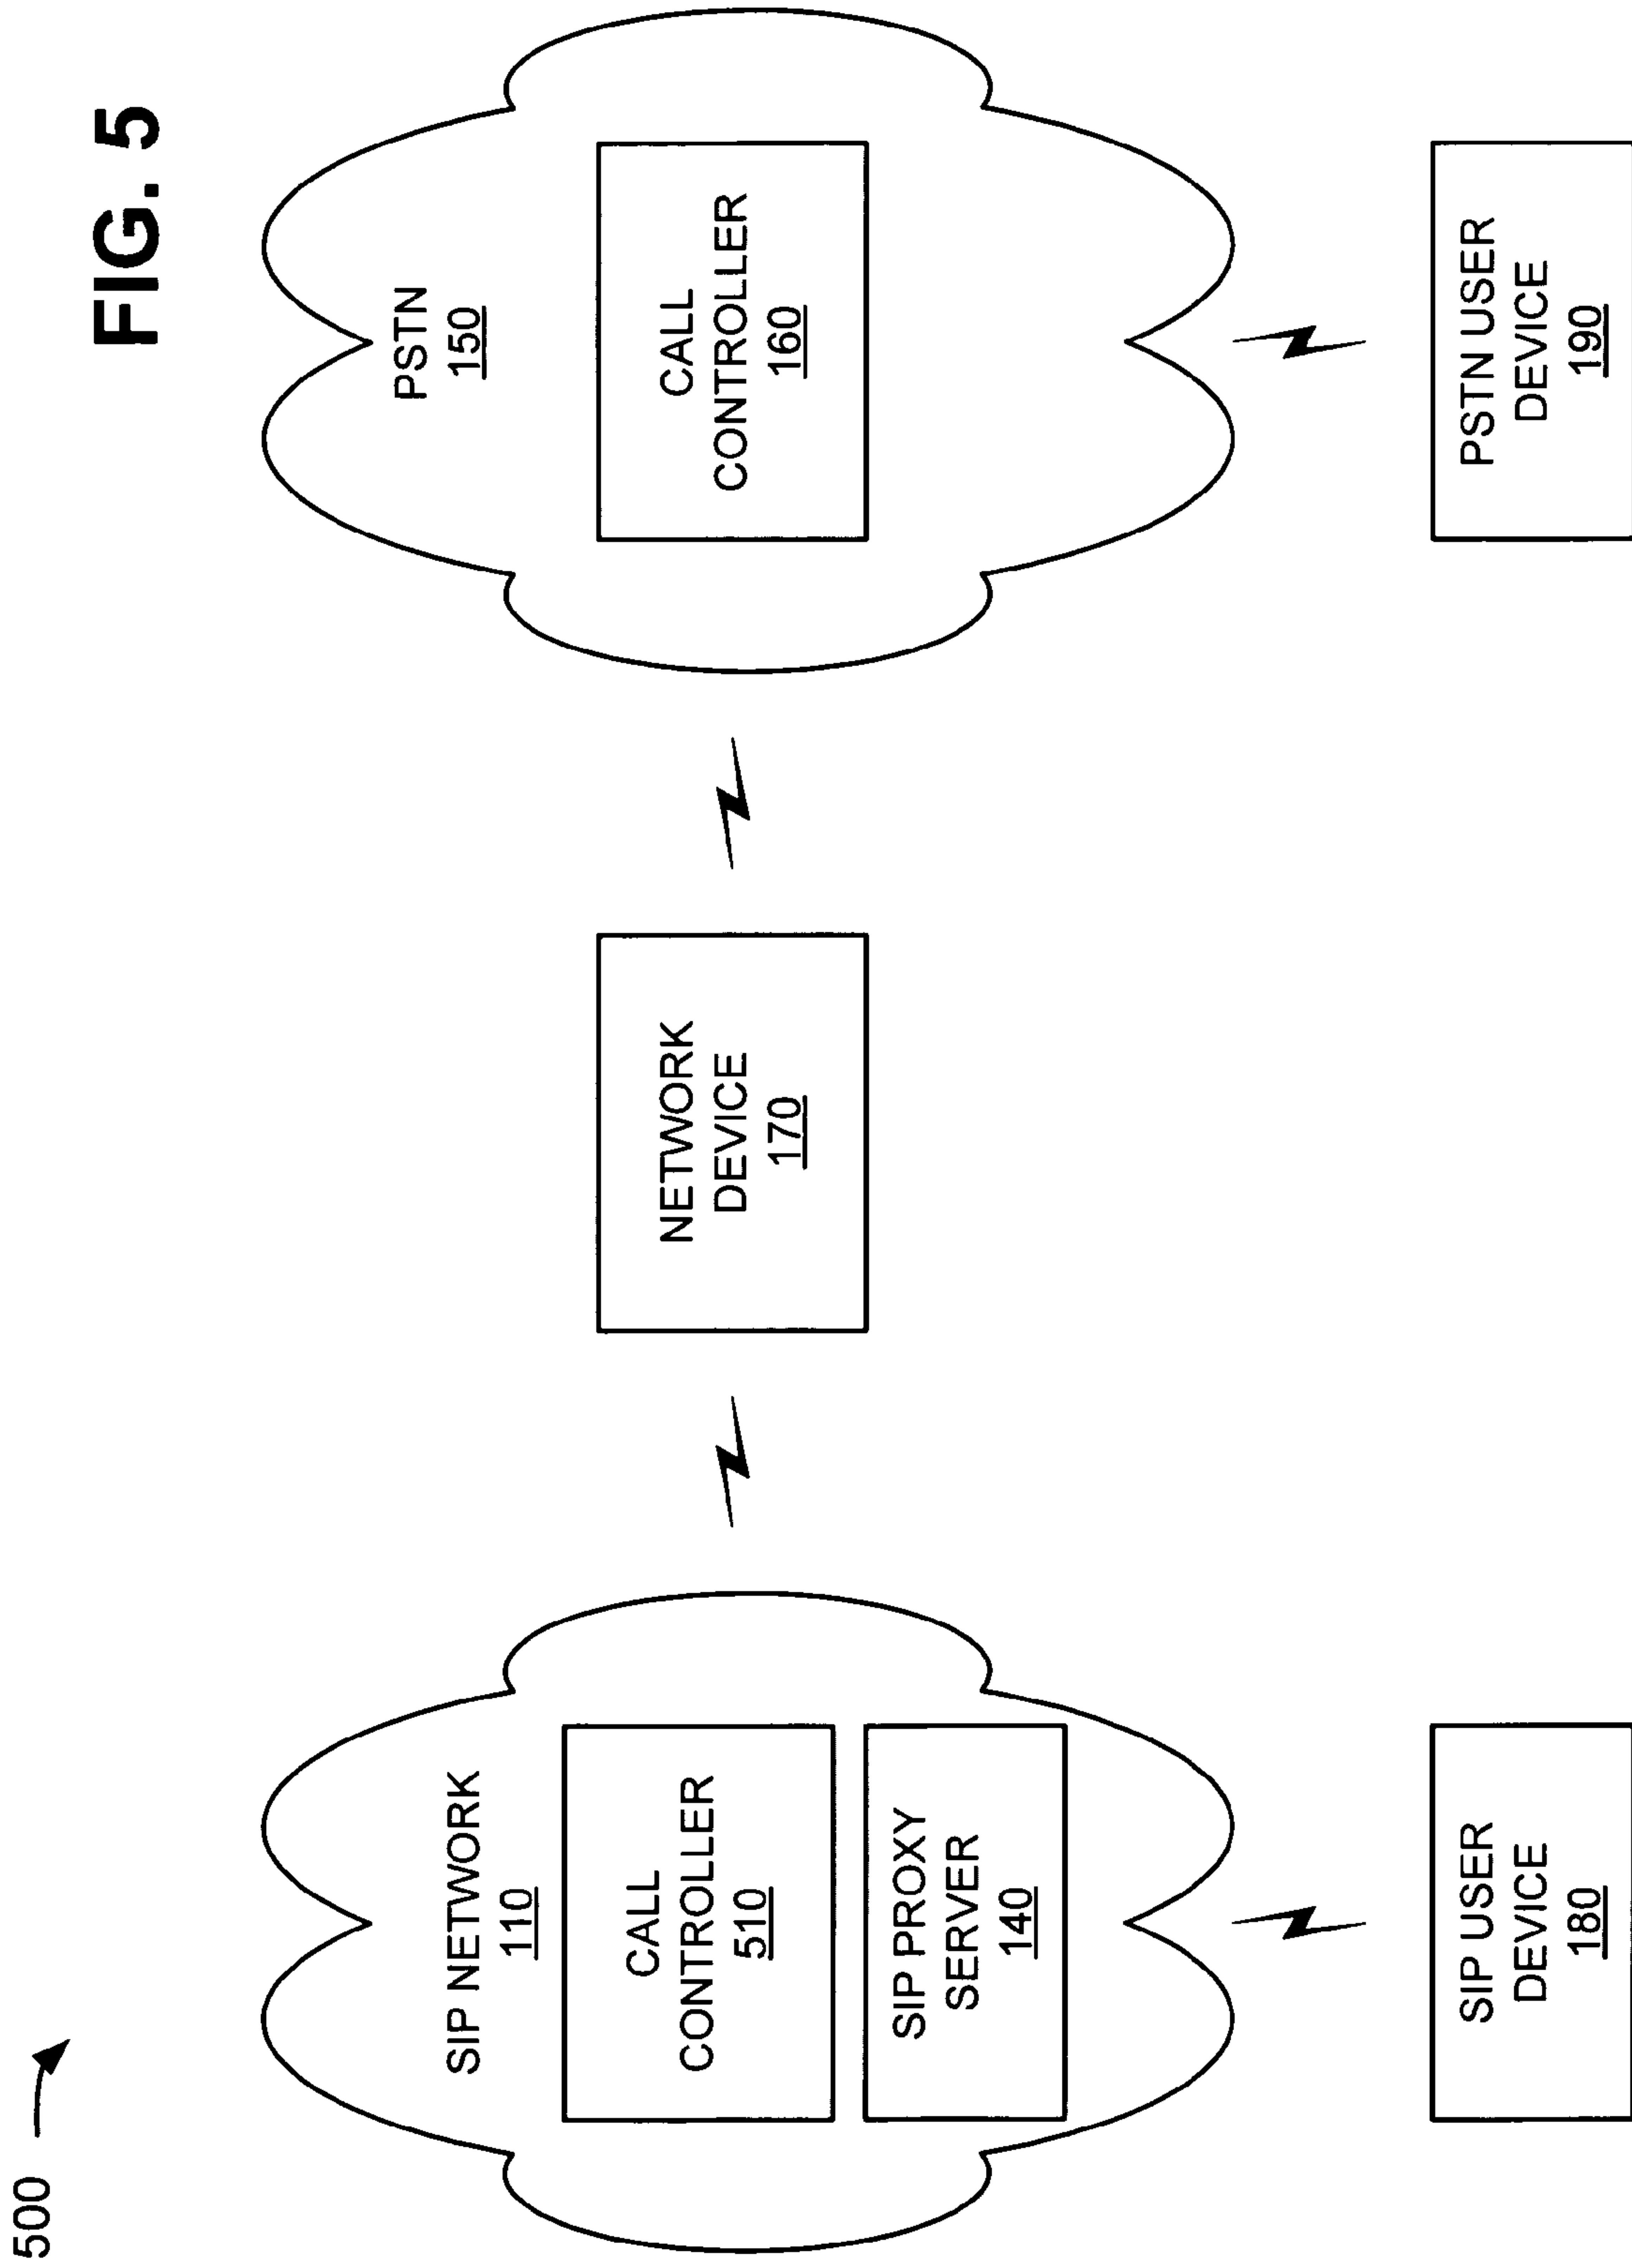 FIG. 5
500
SIP NETWORK
110
CALL
CONTROLLER
510
SIP PROXY
SERVER
140
SIP USER
DEVICE
180
NETWORK
DEVICE
170
PSTN
150
CALL
CONTROLLER
160
PSTN USER
DEVICE
190